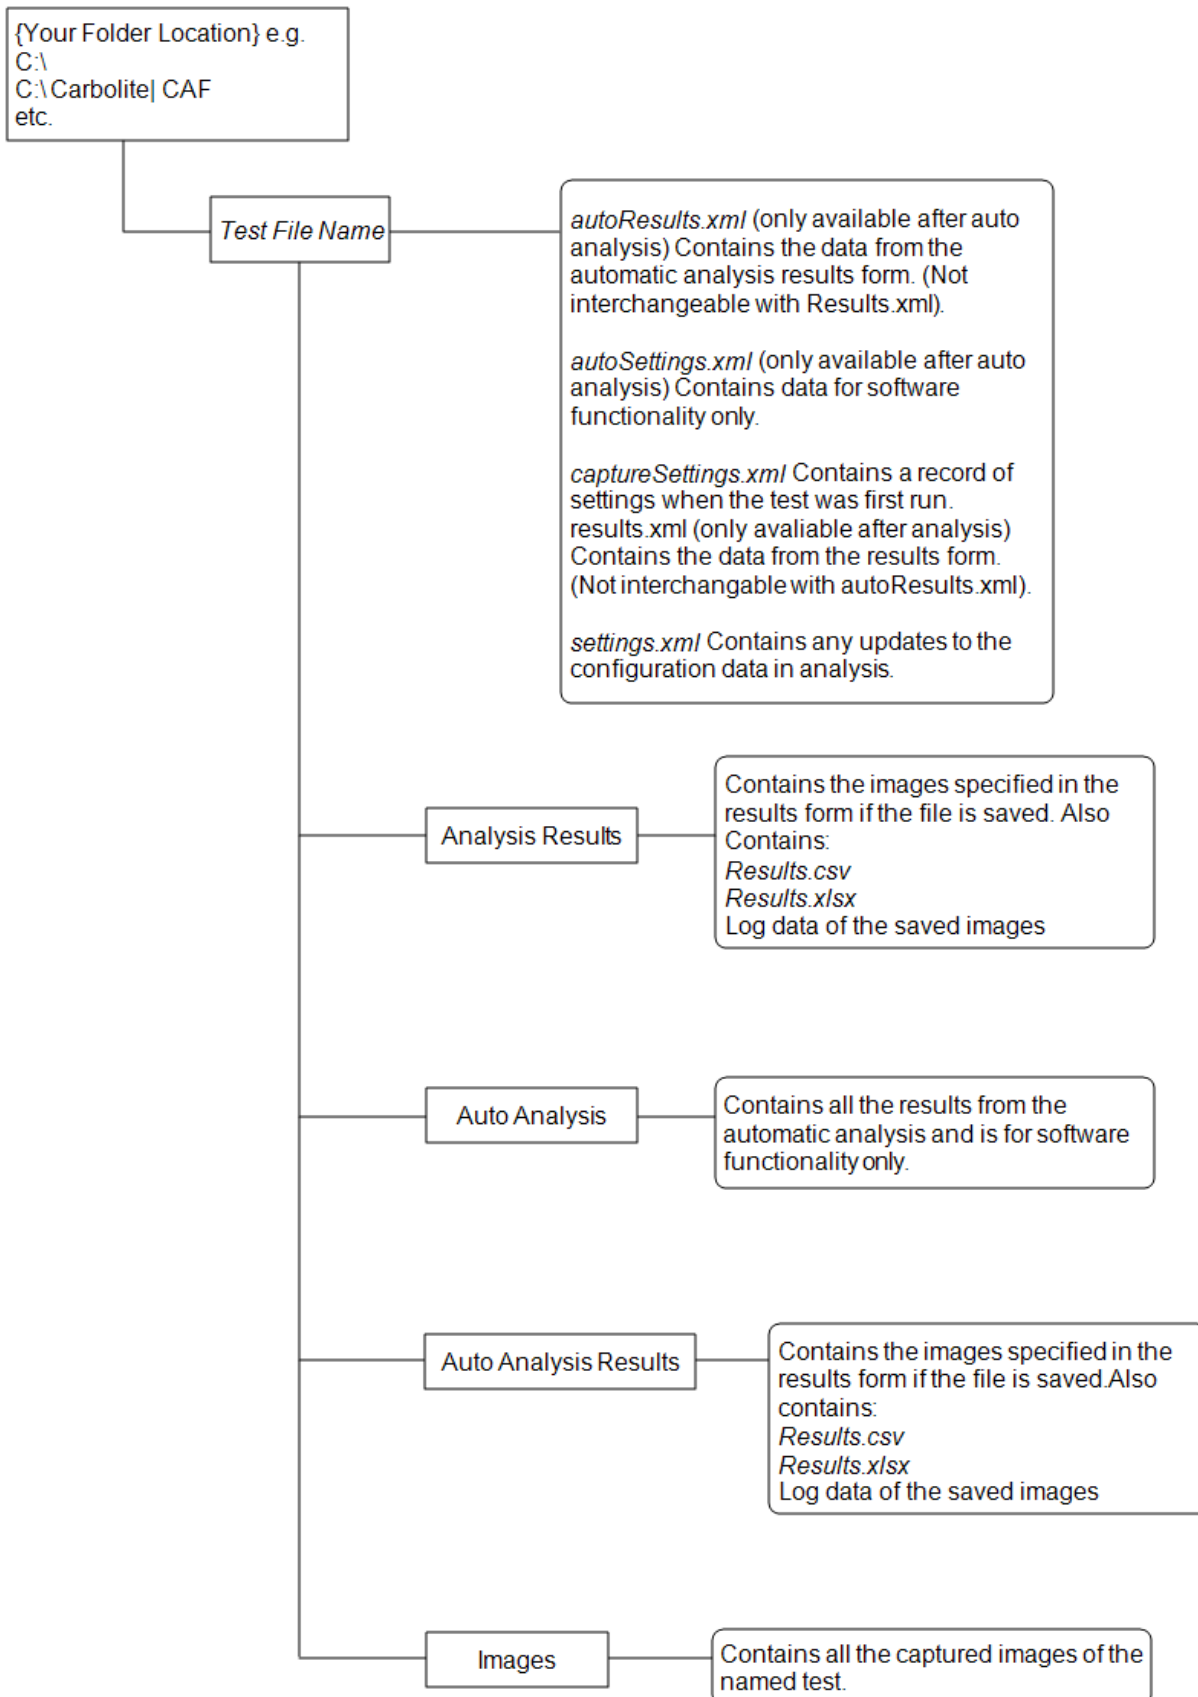 {Your Folder Location} e.g.
C:\
C:\Carbolite| CAF
etc.
Test File Name
autoResults.xml (only available after auto
analysis) Contains the data from the
automatic analysis results form. (Not
interchangeable with Results.xml).
autoSettings.xml (only available after auto
analysis) Contains data for software
functionality only.
captureSettings.xml Contains a record of
settings when the test was first run.
results.xml (only avaliable after analysis)
Contains the data from the results form.
(Not interchangable with autoResults.xml).
settings.xml Contains any updates to the
configuration data in analysis.
Analysis Results
Contains the images specified in the
results form if the file is saved. Also
Contains:
Results.csv
Results.xlsx
Log data of the saved images
Auto Analysis
Contains all the results from the
automatic analysis and is for software
functionality only.
Auto Analysis Results
Contains the images specified in the
results form if the file is saved.Also
contains:
Results.csv
Results.xlsx
Log data of the saved images
Images
Contains all the captured images of the
named test.